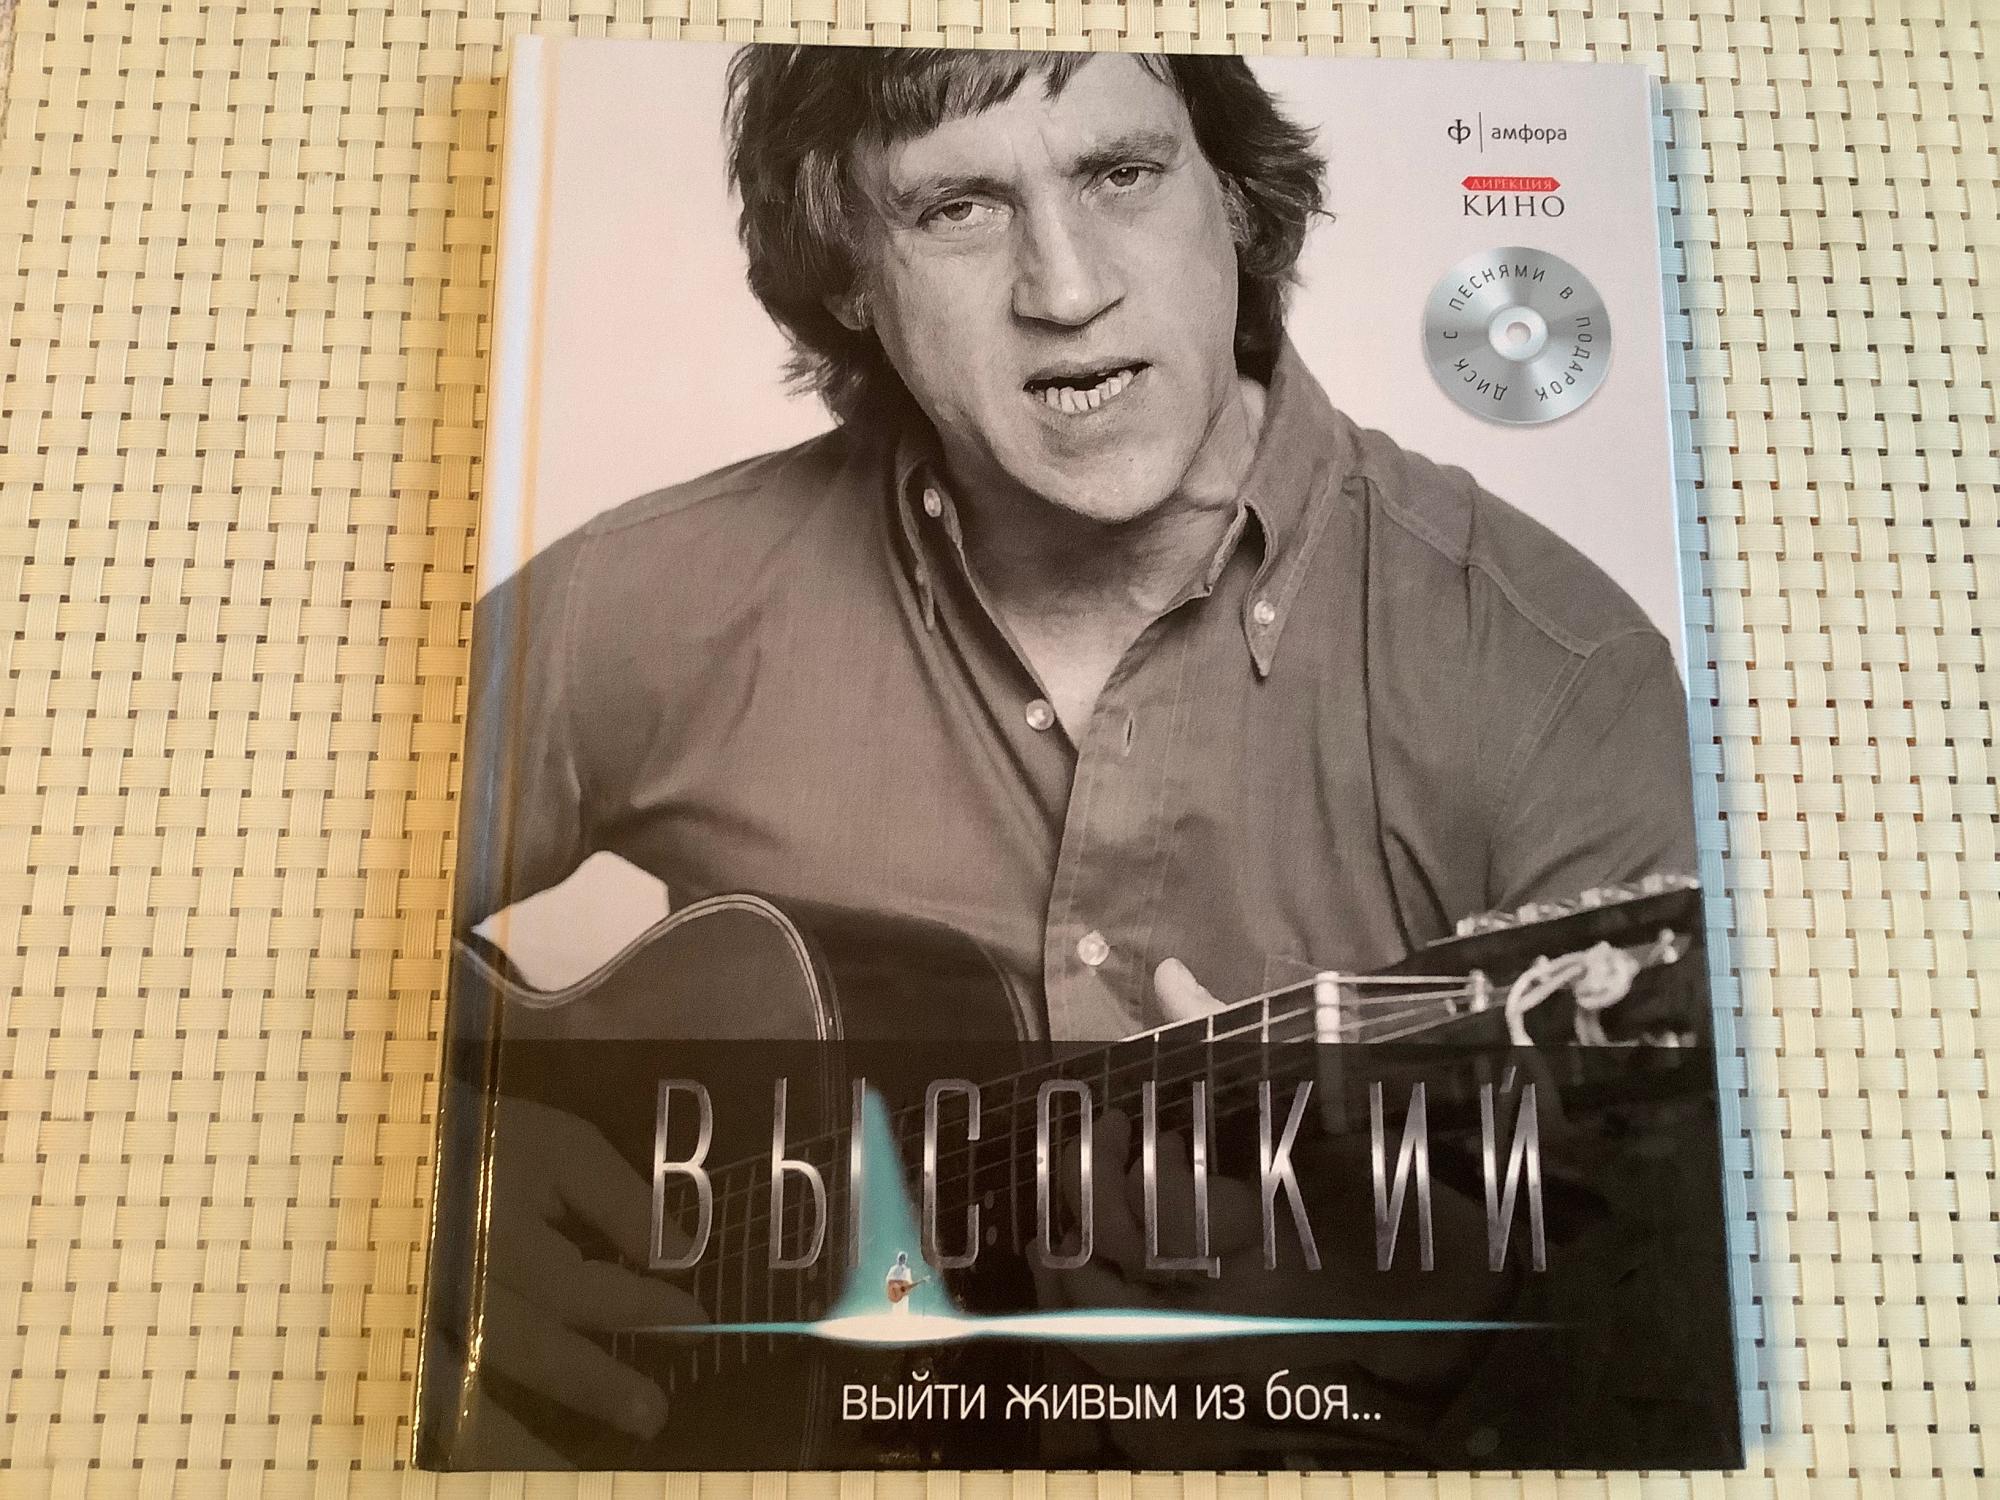 ф | амфора
ДИРЕКЦИЯ
КИНО
ДИСК С ПЕСНЯМИ В ПОДАРОК
ВЫСОЦКИЙ
выйти живым из боя...